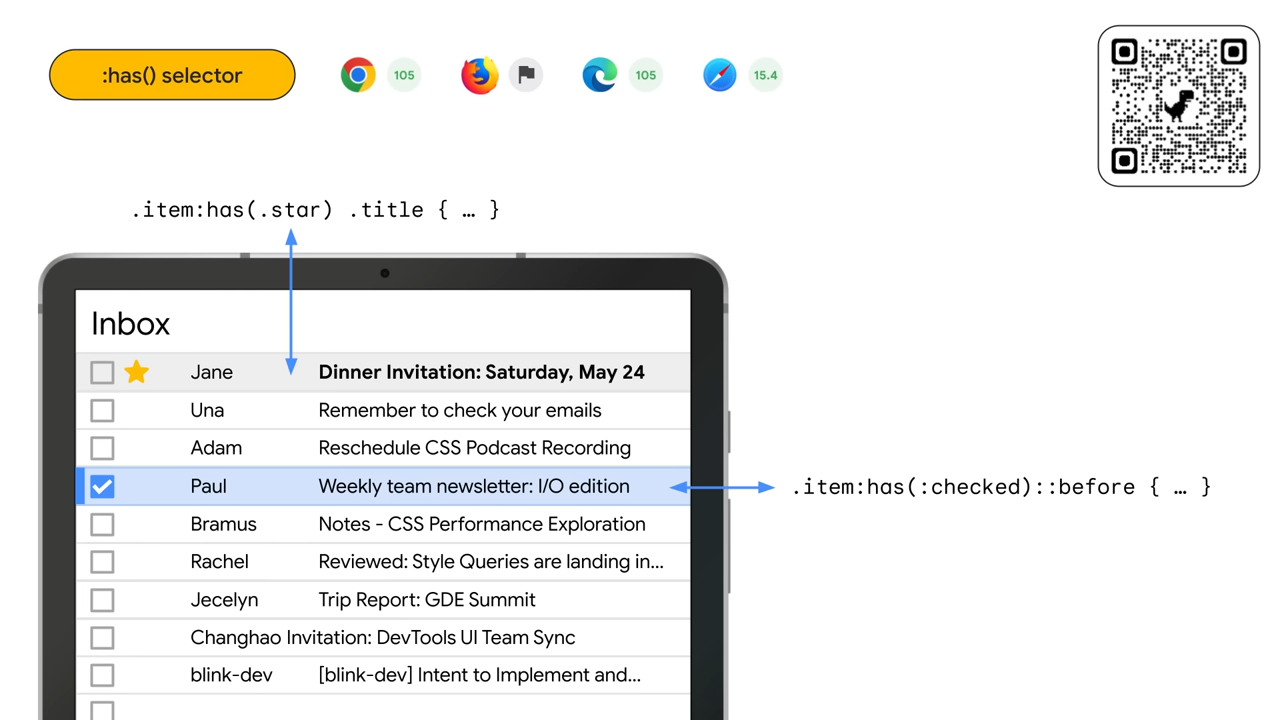 :has() selector
105
105
15.4
.item:has(.star) .title { … }
Inbox
Jane Dinner Invitation: Saturday, May 24
Una Remember to check your emails
Adam Reschedule CSS Podcast Recording
Paul Weekly team newsletter: I/O edition
.item:has(:checked)::before { … }
Bramus Notes - CSS Performance Exploration
Rachel Reviewed: Style Queries are landing in...
Jecelyn Trip Report: GDE Summit
Changhao Invitation: DevTools UI Team Sync
blink-dev [blink-dev] Intent to Implement and...